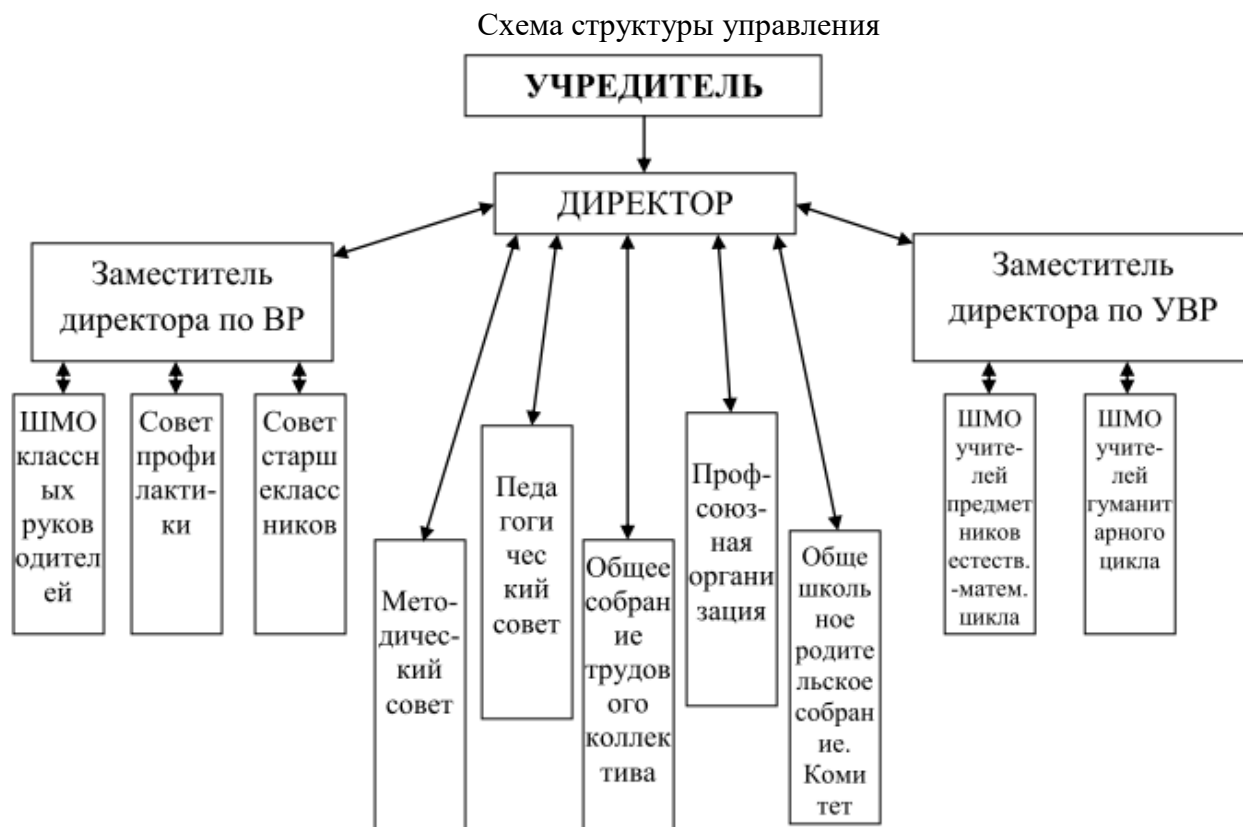 Схема структуры управления
УЧРЕДИТЕЛЬ
ДИРЕКТОР
Заместитель
директора по ВР
Заместитель
директора по УВР
ШМО
классн
ых
руков
одител
ей
Совет
профи
лакти-
ки
Совет
старш
екласс
ников
Мето-
дичес-
кий
совет
Педа
гоги
чес
кий
совет
Общее
собран
ие
трудов
ого
коллек
тива
Проф-
союз-
ная
органи
зация
Обще
школь
ное
родите
льское
собран
ие.
Коми
тет
ШМО
учите-
лей
предмет
ников
естеств.
-матем.
цикла
ШМО
учите-
лей
гуманит
арного
цикла